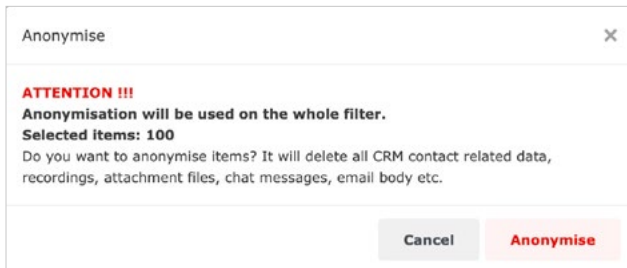 Anonymise
ATTENTION !!!
Anonymisation will be used on the whole filter.
Selected items: 100
Do you want to anonymise items? It will delete all CRM contact related data,
recordings, attachment files, chat messages, email body etc.
Cancel Anonymise